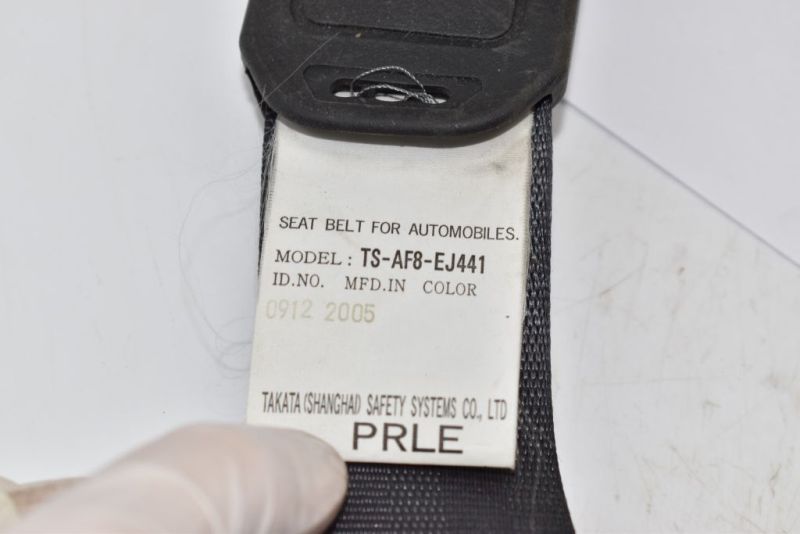 SEAT BELT FOR AUTOMOBILES.
MODEL : TS-AF8-EJ441
ID.NO. MFD.IN COLOR
0912 2005
TAKATA (SHANGHAI) SAFETY SYSTEMS CO., LTD
PRLE